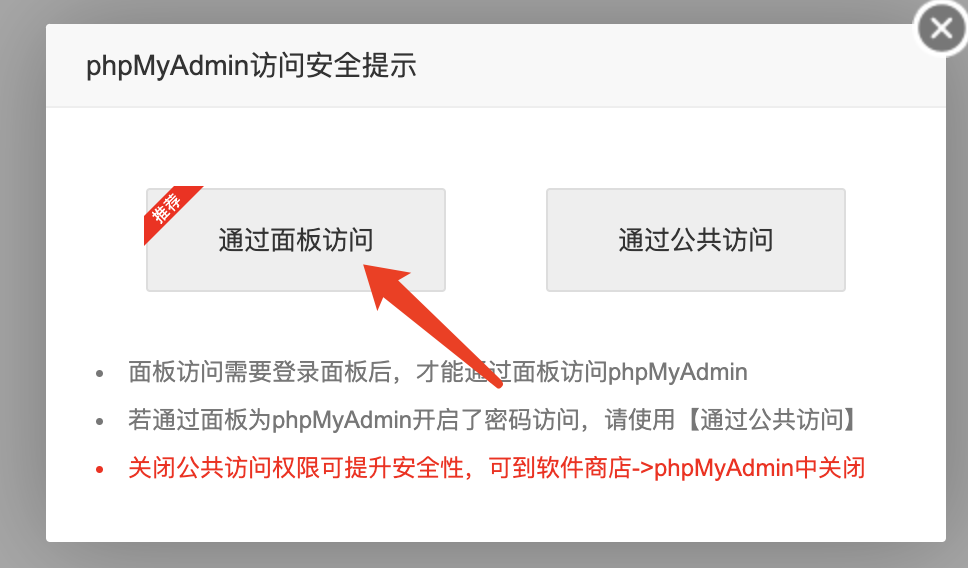 phpMyAdmin访问安全提示
推荐
通过面板访问
通过公共访问
面板访问需要登录面板后，才能通过面板访问phpMyAdmin
若通过面板为phpMyAdmin开启了密码访问，请使用【通过公共访问】
关闭公共访问权限可提升安全性，可到软件商店->phpMyAdmin中关闭